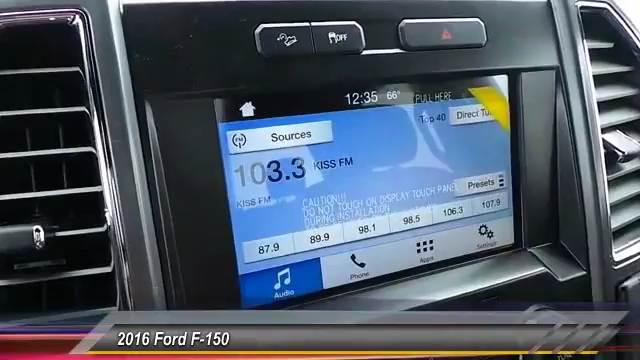 OFF
12:35 66° PULL HERE
Top 40 Direct Tu
Sources
103.3 KISS FM
KISS FM
CAUTION!!!
DO NOT TOUCH ON DISPLAY TOUCH PANEL
DURING INSTALLATION
Presets
87.9 89.9 98.1 98.5 106.3 107.9
Audio Phone Apps Settings
2016 Ford F-150